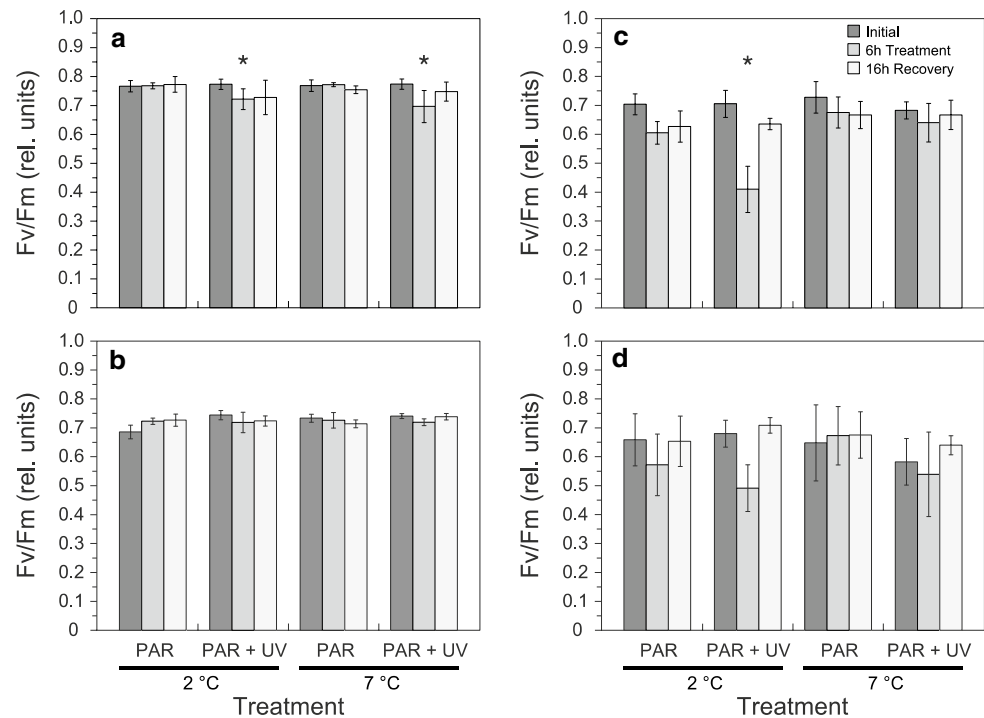 a
*
*
Fv/Fm (rel. units)
1.0
0.9
0.8
0.7
0.6
0.5
0.4
0.3
0.2
0.1
0
c
*
Initial
6h Treatment
16h Recovery
Fv/Fm (rel. units)
1.0
0.9
0.8
0.7
0.6
0.5
0.4
0.3
0.2
0.1
0
b
Fv/Fm (rel. units)
1.0
0.9
0.8
0.7
0.6
0.5
0.4
0.3
0.2
0.1
0
PAR PAR + UV PAR PAR + UV
2 °C 7 °C
Treatment
d
Fv/Fm (rel. units)
1.0
0.9
0.8
0.7
0.6
0.5
0.4
0.3
0.2
0.1
0
PAR PAR + UV PAR PAR + UV
2 °C 7 °C
Treatment